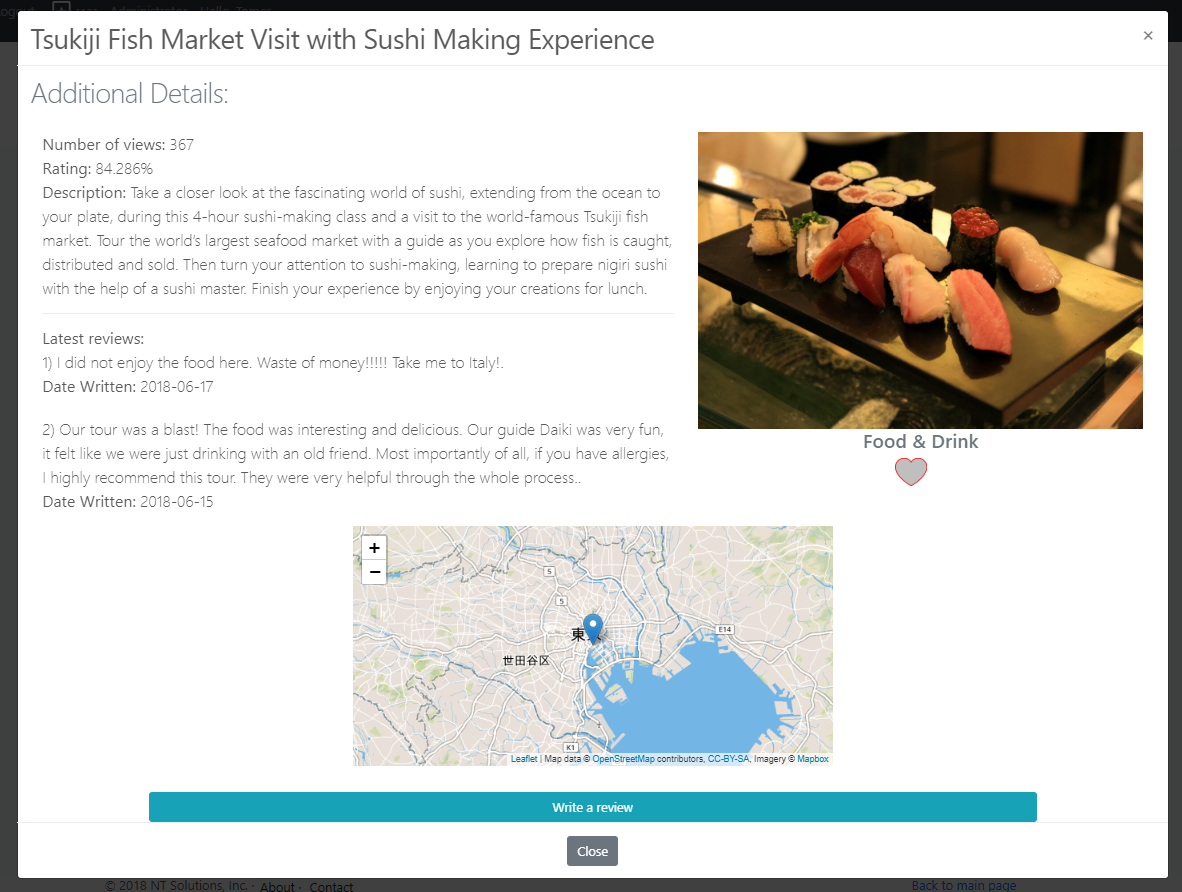 Tsukiji Fish Market Visit with Sushi Making Experience
×
Additional Details:
Number of views: 367
Rating: 84.286%
Description: Take a closer look at the fascinating world of sushi, extending from the ocean to
your plate, during this 4-hour sushi-making class and a visit to the world-famous Tsukiji fish
market. Tour the world's largest seafood market with a guide as you explore how fish is caught,
distributed and sold. Then turn your attention to sushi-making, learning to prepare nigiri sushi
with the help of a sushi master. Finish your experience by enjoying your creations for lunch.
Latest reviews:
1) I did not enjoy the food here. Waste of money!!!!! Take me to Italy!.
Date Written: 2018-06-17
2) Our tour was a blast! The food was interesting and delicious. Our guide Daiki was very fun,
it felt like we were just drinking with an old friend. Most importantly of all, if you have allergies,
I highly recommend this tour. They were very helpful through the whole process..
Date Written: 2018-06-15
Food & Drink
+
−
5
5
E14
東
世田谷区
K1
Leaflet | Map data © OpenStreetMap contributors, CC-BY-SA, Imagery © Mapbox
Write a review
Close
© 2018 NT Solutions, Inc. · About · Contact
Back to main page